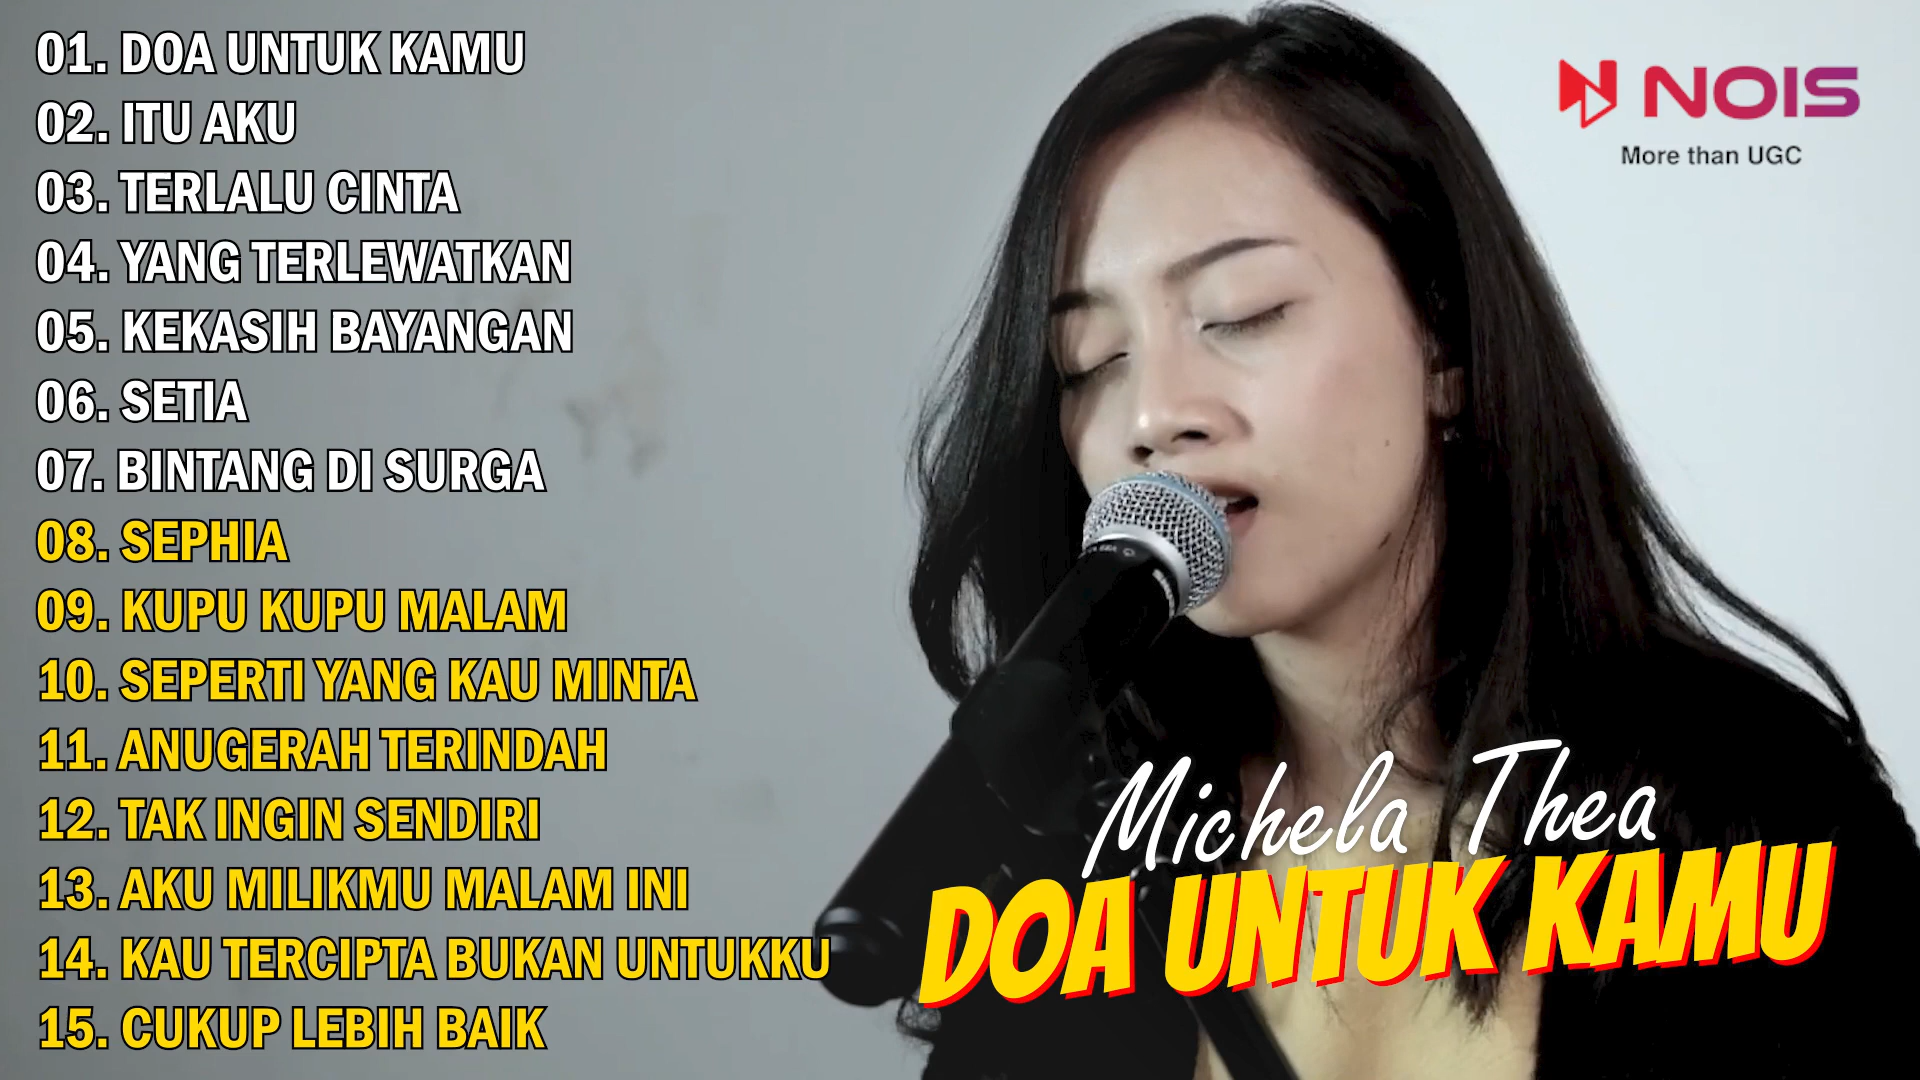 01. DOA UNTUK KAMU
02. ITU AKU
03. TERLALU CINTA
04. YANG TERLEWATKAN
05. KEKASIH BAYANGAN
06. SETIA
07. BINTANG DI SURGA
08. SEPHIA
09. KUPU KUPU MALAM
10. SEPERTI YANG KAU MINTA
11. ANUGERAH TERINDAH
12. TAK INGIN SENDIRI
13. AKU MILIKMU MALAM INI
14. KAU TERCIPTA BUKAN UNTUKKU
15. CUKUP LEBIH BAIK
NOIS
More than UGC
Michela Thea
DOA UNTUK KAMU